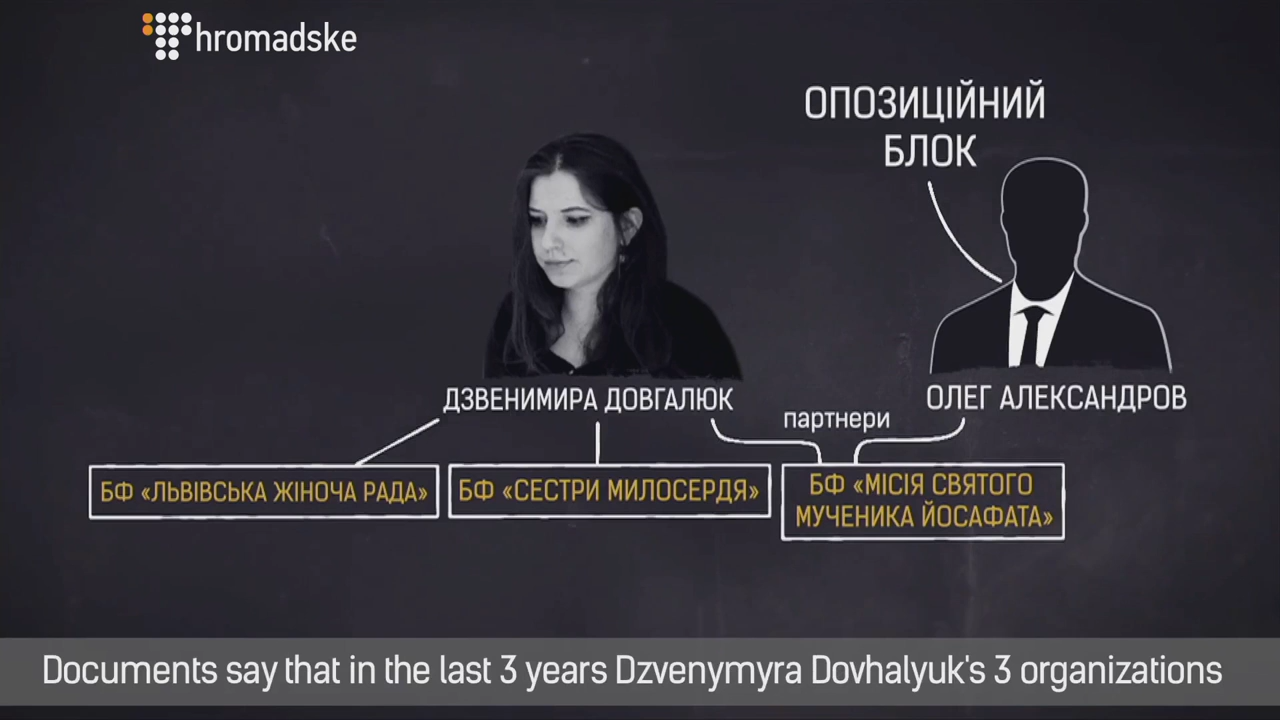 hromadske
ОПОЗИЦІЙНИЙ
БЛОК
ДЗВЕНИМИРА ДОВГАЛЮК
партнери
ОЛЕГ АЛЕКСАНДРОВ
БФ «ЛЬВІВСЬКА ЖІНОЧА РАДА»
БФ «СЕСТРИ МИЛОСЕРДЯ»
БФ «МІСІЯ СВЯТОГО
МУЧЕНИКА ЙОСАФАТА»
Documents say that in the last 3 years Dzvenymyra Dovhalyuk's 3 organizations